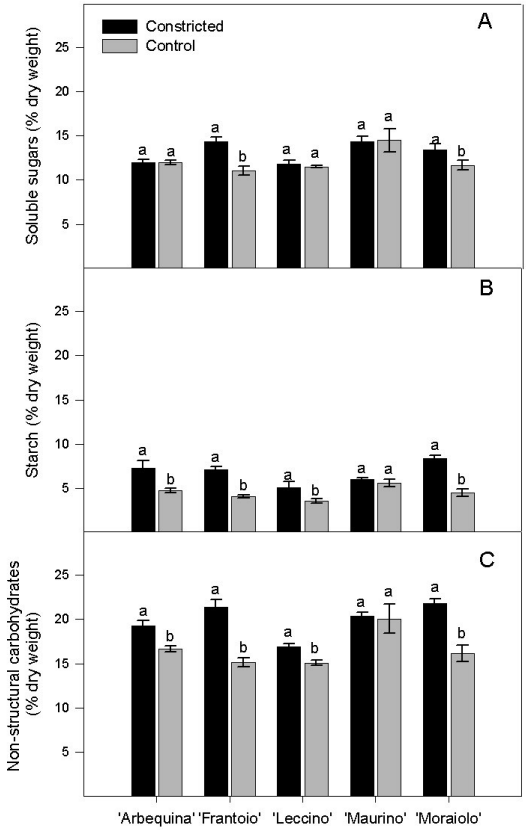 A
Constricted
Control
Soluble sugars (% dry weight)
25
20
15
10
5
a a a b a a a a a b
B
Starch (% dry weight)
25
20
15
10
5
a b a b a b a a a b
C
Non-structural carbohydrates
(% dry weight)
25
20
15
10
5
a b a b a b a a a b
'Arbequina' 'Frantoio' 'Leccino' 'Maurino' 'Moraiolo'